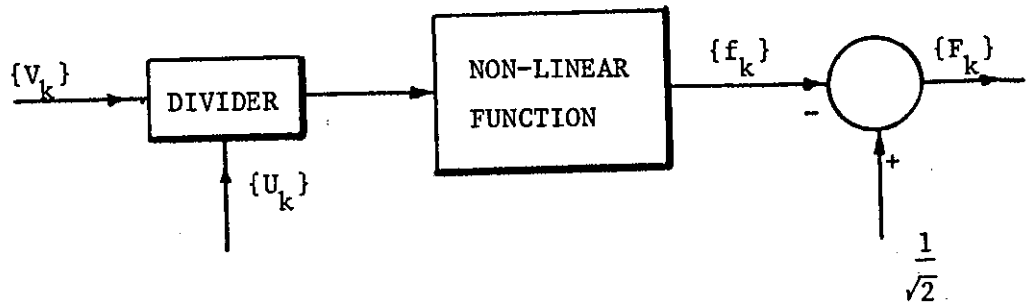 {V_k}
DIVIDER
{U_k}
NON-LINEAR
FUNCTION
{f_k}
-
{F_k}
+
1
√2